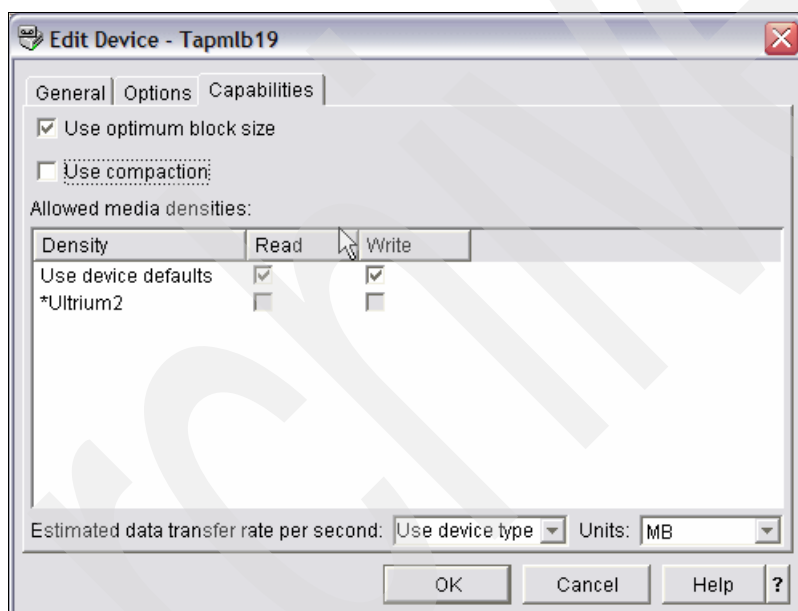 Edit Device - Tapmlb19
General Options Capabilities
Use optimum block size
Use compaction
Allowed media densities:
Density Read Write
Use device defaults
*Ultrium2
Estimated data transfer rate per second: Use device type Units: MB
OK Cancel Help ?